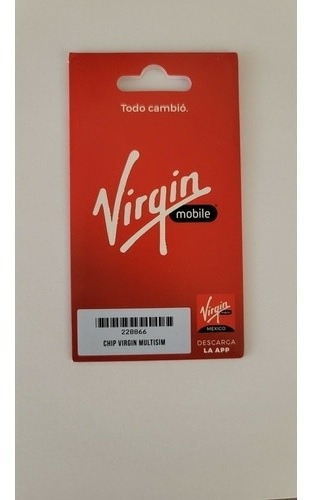 Todo cambió.
Virgin
mobile
228866
CHIP VIRGIN MULTISIM
Virgin
MÉXICO
DESCARGA
LA APP